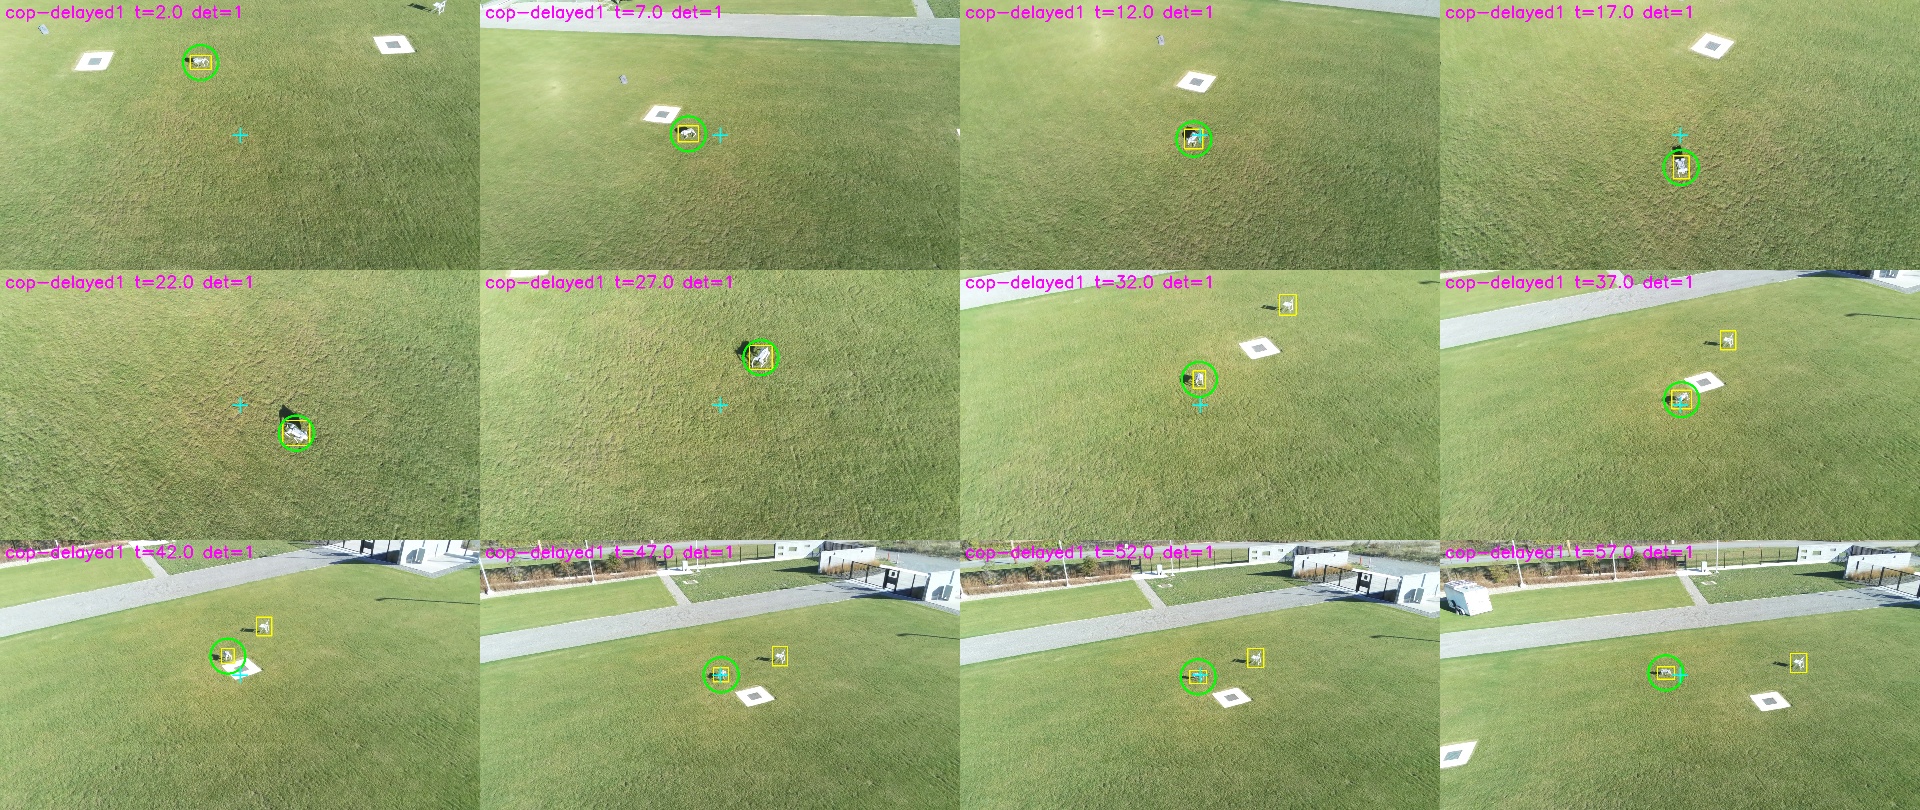 cop-delayed1 t=2.0 det=1
cop-delayed1 t=7.0 det=1
cop-delayed1 t=12.0 det=1
cop-delayed1 t=17.0 det=1
cop-delayed1 t=22.0 det=1
cop-delayed1 t=27.0 det=1
cop-delayed1 t=32.0 det=1
cop-delayed1 t=37.0 det=1
cop-delayed1 t=42.0 det=1
cop-delayed1 t=47.0 det=1
cop-delayed1 t=52.0 det=1
cop-delayed1 t=57.0 det=1